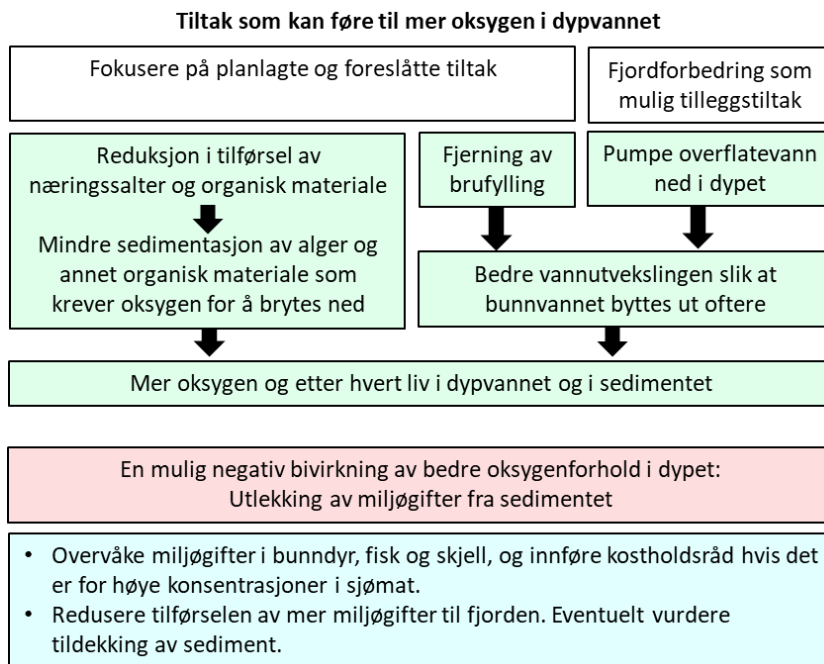 Tiltak som kan føre til mer oksygen i dypvannet
Fokusere på planlagte og foreslåtte tiltak
Fjordforbedring som
mulig tilleggstiltak
Reduksjon i tilførsel av
næringssalter og organisk materiale
Mindre sedimentasjon av alger og
annet organisk materiale som
krever oksygen for å brytes ned
Fjerning av
brufylling
Pumpe overflatevann
ned i dypet
Bedre vannutvekslingen slik at
bunnvannet byttes ut oftere
Mer oksygen og etter hvert liv i dypvannet og i sedimentet
En mulig negativ bivirkning av bedre oksygenforhold i dypet:
Utlekking av miljøgifter fra sedimentet
• Overvåke miljøgifter i bunndyr, fisk og skjell, og innføre kostholdsråd hvis det
er for høye konsentrasjoner i sjømat.
• Redusere tilførselen av mer miljøgifter til fjorden. Eventuelt vurdere
tildekking av sediment.